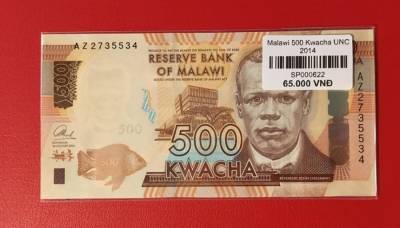 Malawi 500 Kwacha UNC
2014
SP000622
65.000 VNĐ
AZ2735534
RESERVE BANK
OF MALAWI
500
500
500
500
KWACHA
AZ2735534